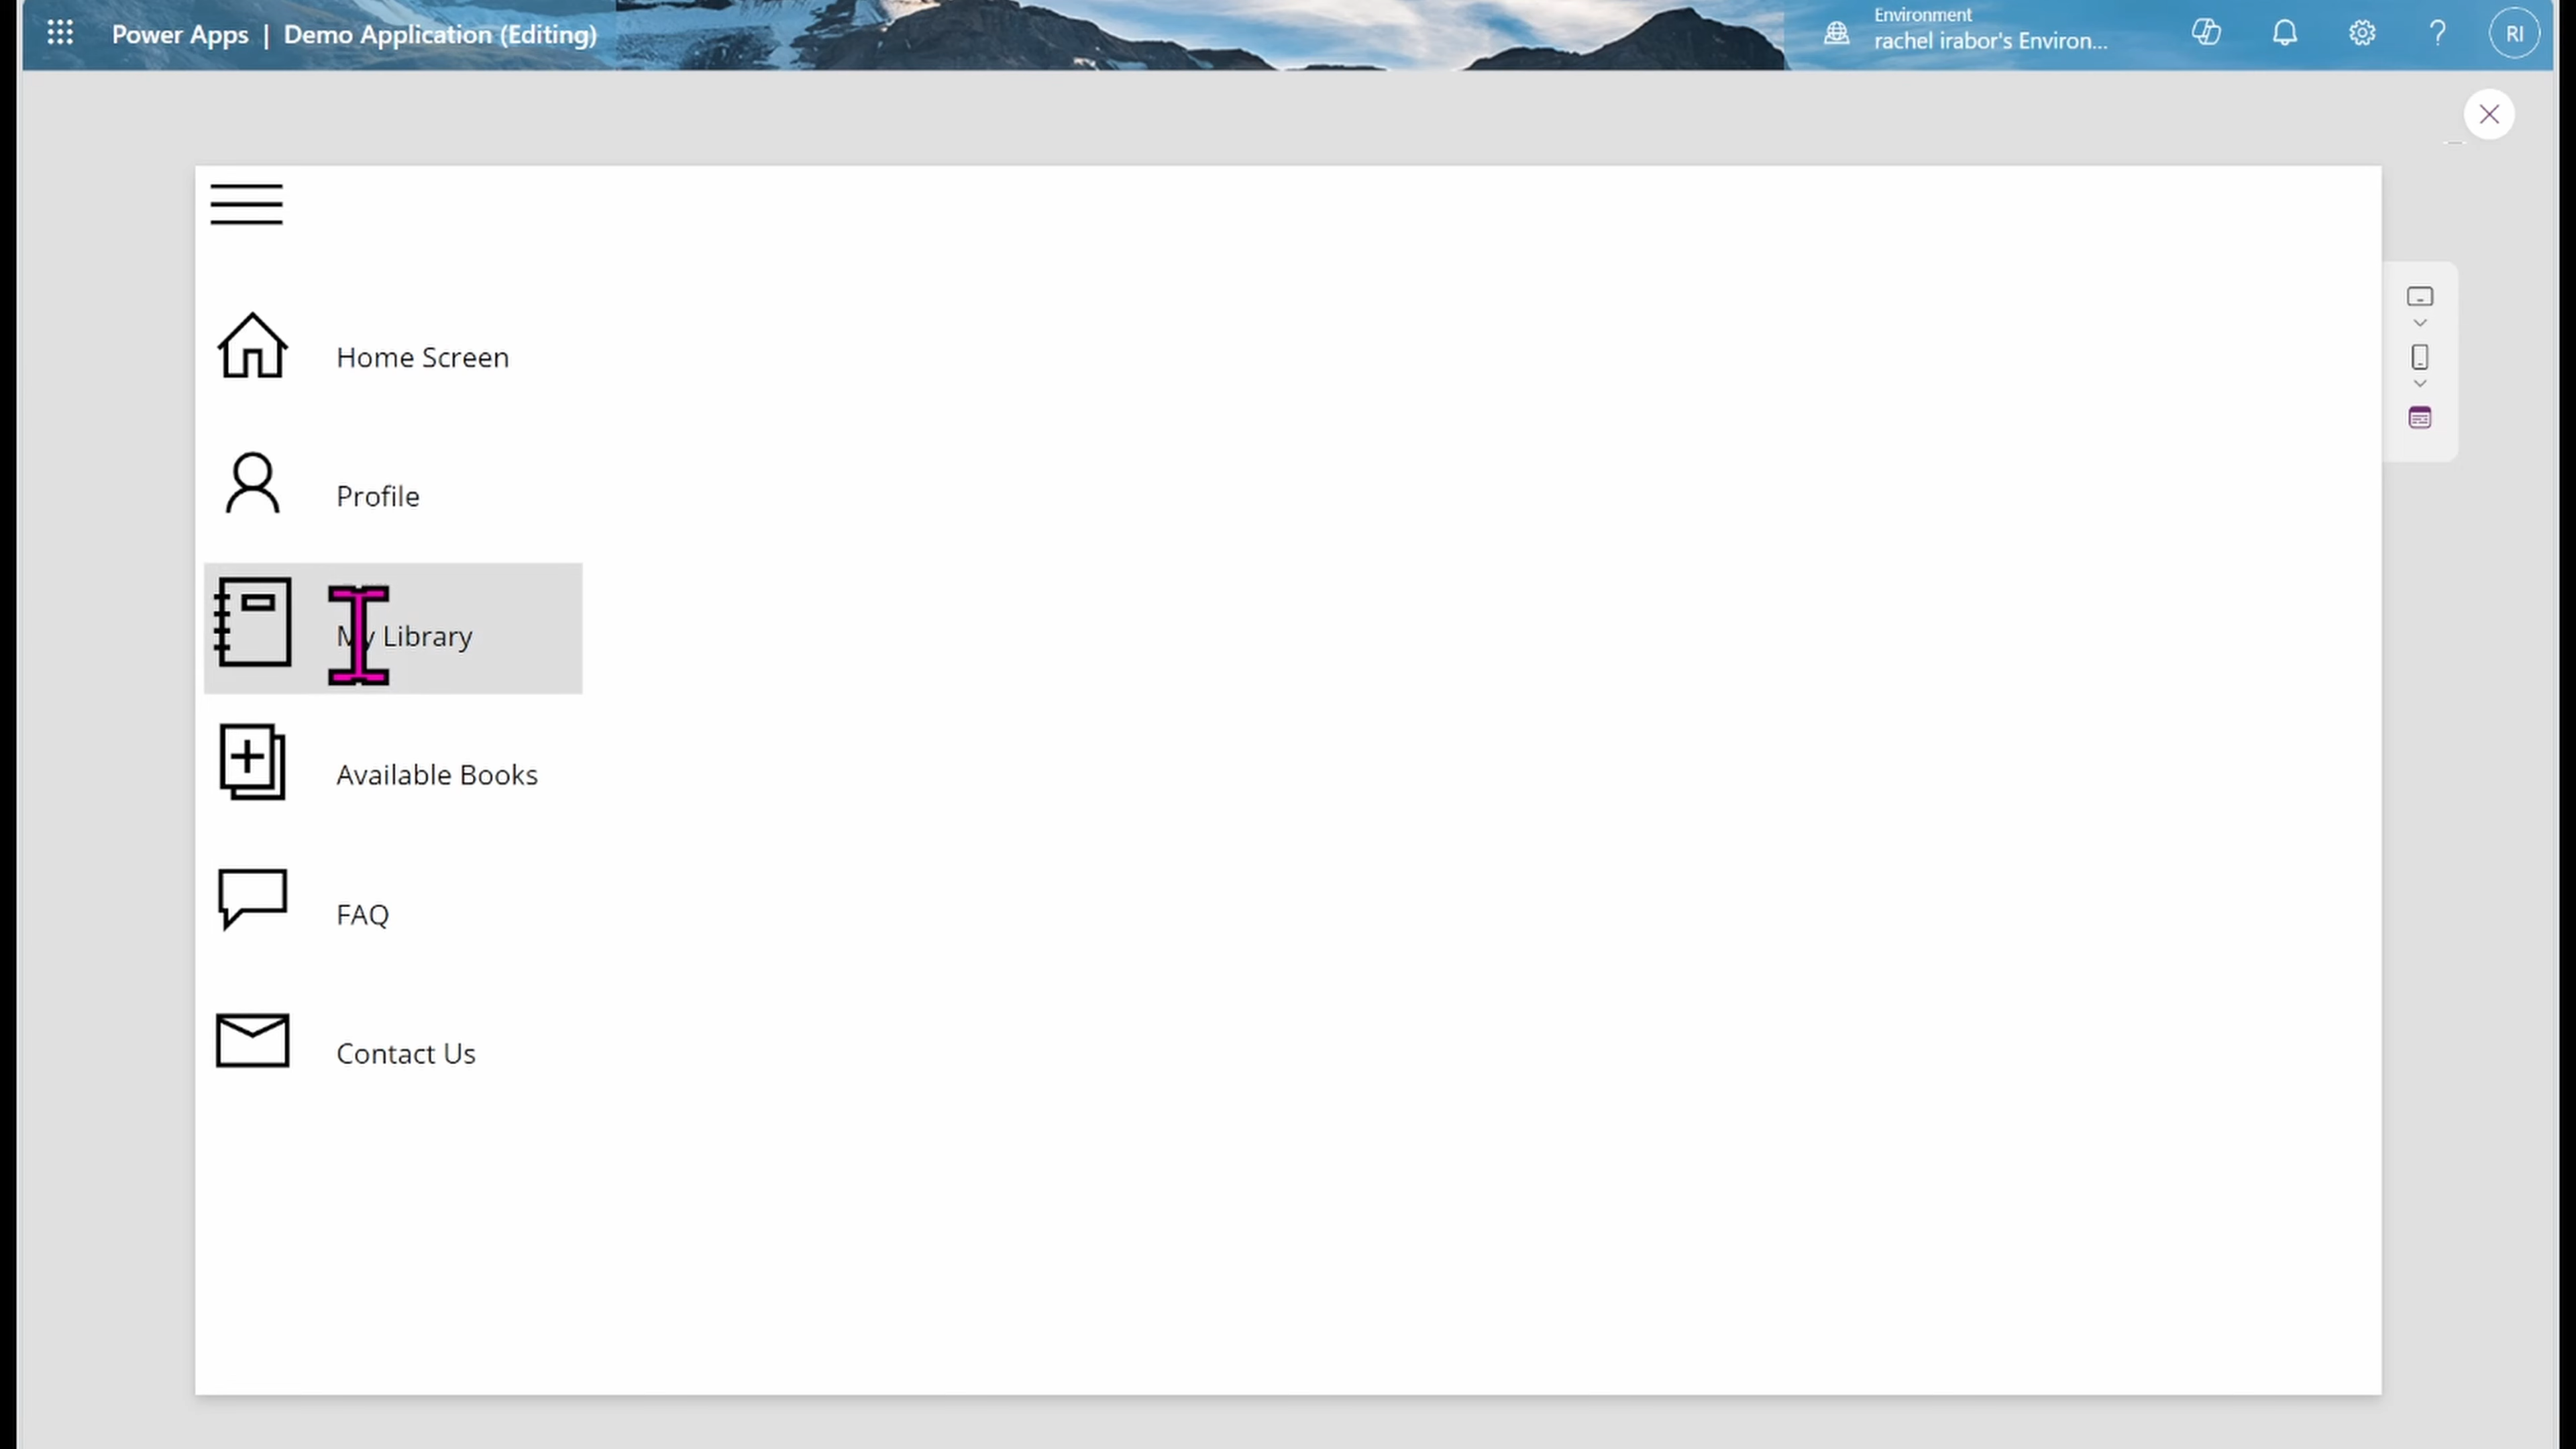 Power Apps | Demo Application (Editing)
Environment
rachel irabor's Environ...
RI
Home Screen
Profile
My Library
Available Books
FAQ
Contact Us